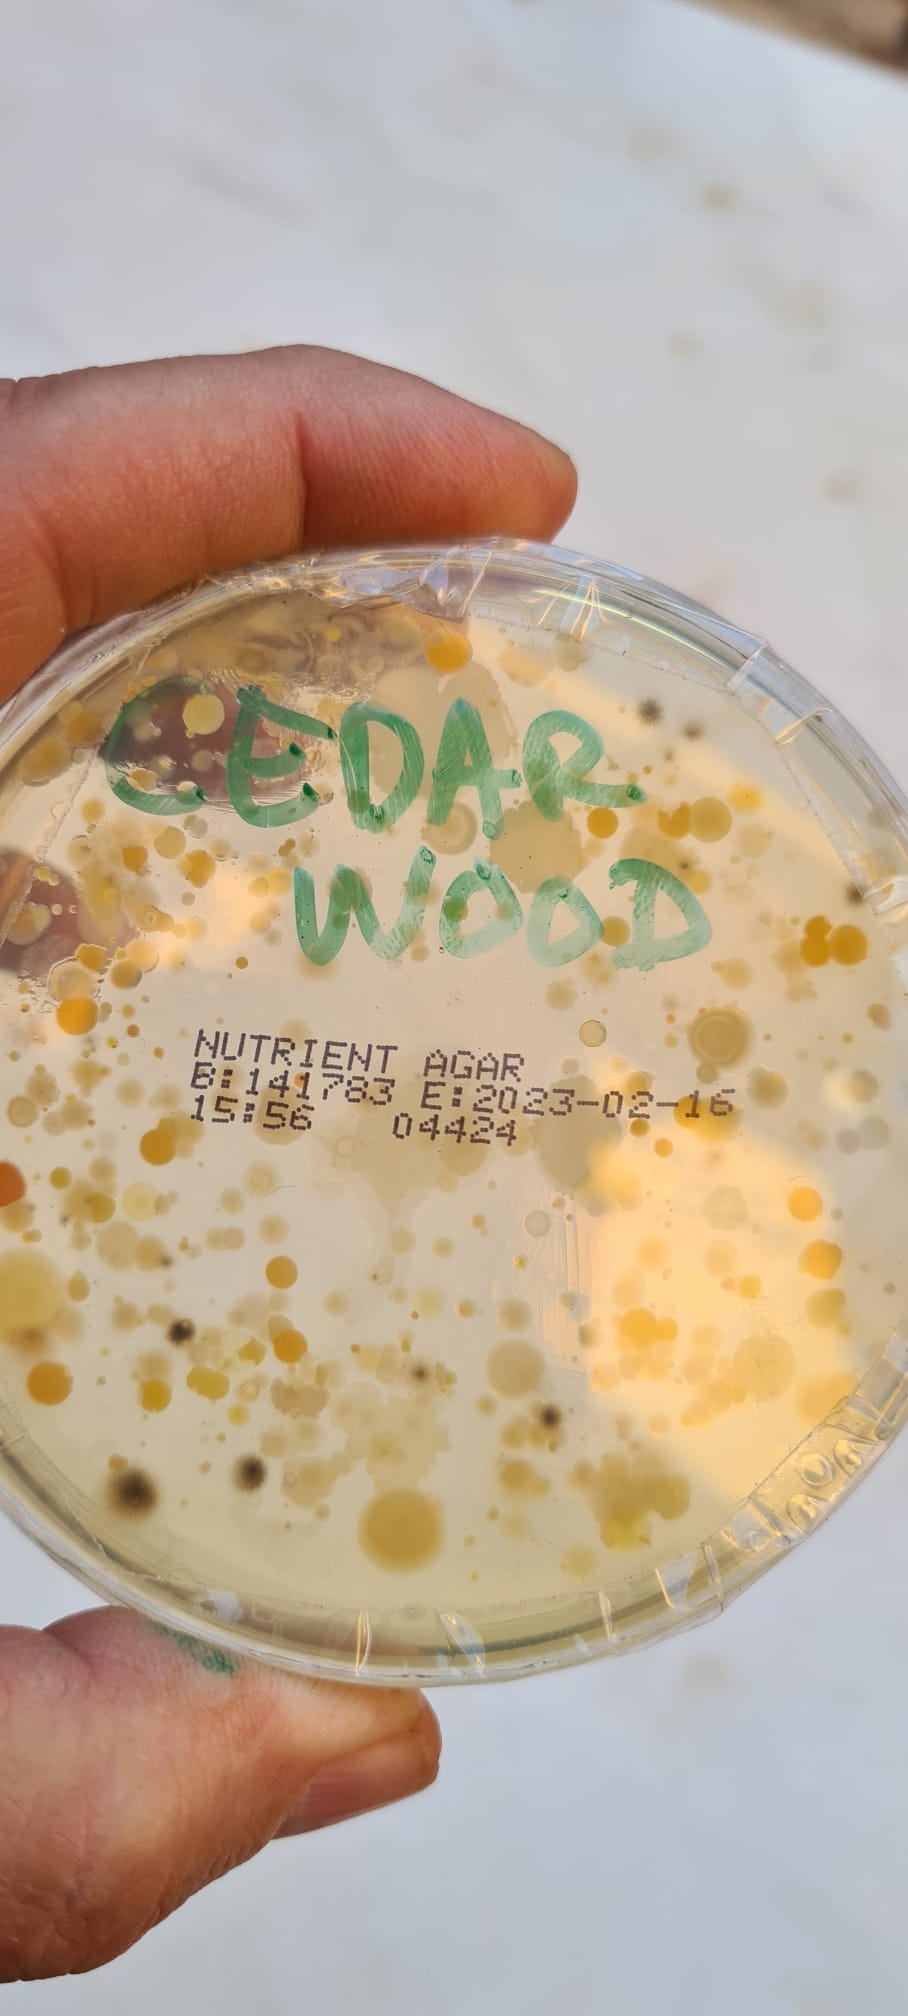 CEDAR
WOOD
NUTRIENT AGAR
B:141783 E:2023-02-16
15:56 04424